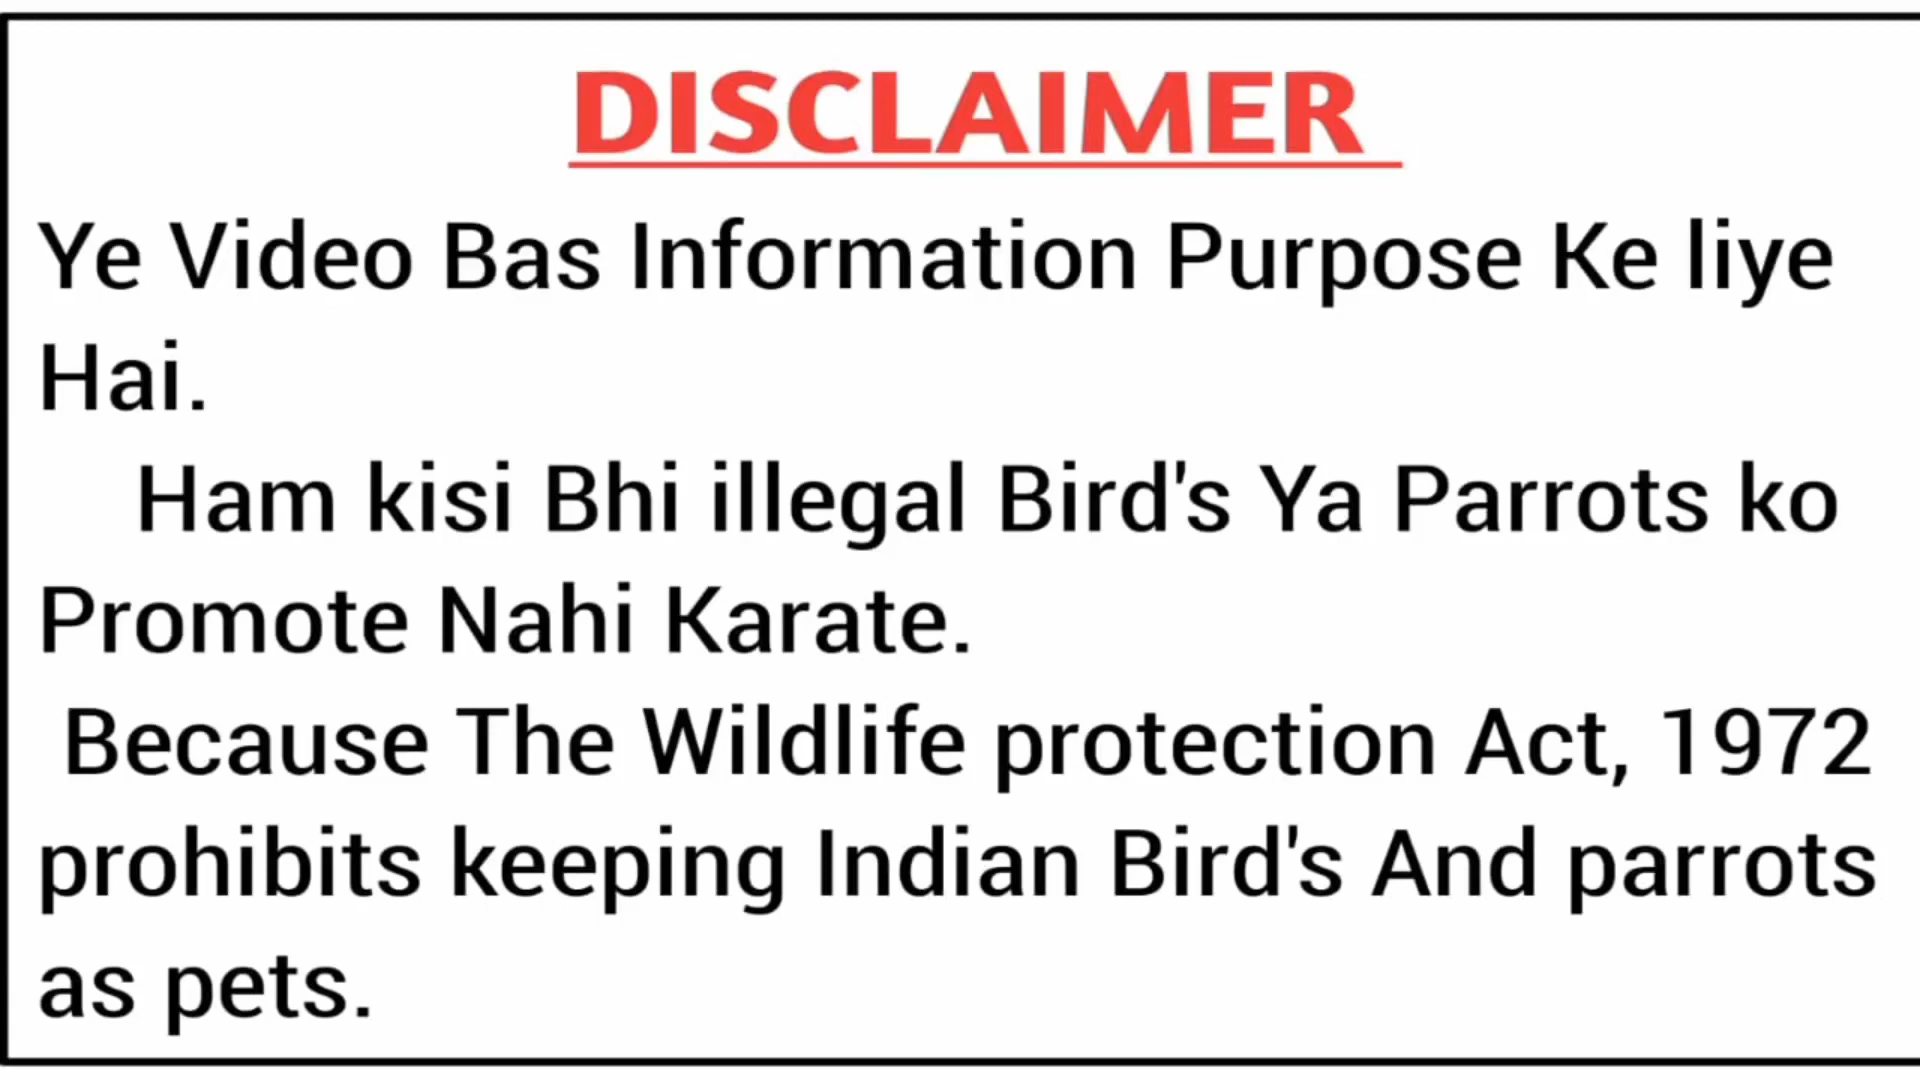 DISCLAIMER
Ye Video Bas Information Purpose Ke liye
Hai.
Ham kisi Bhi illegal Bird's Ya Parrots ko
Promote Nahi Karate.
Because The Wildlife protection Act, 1972
prohibits keeping Indian Bird's And parrots
as pets.